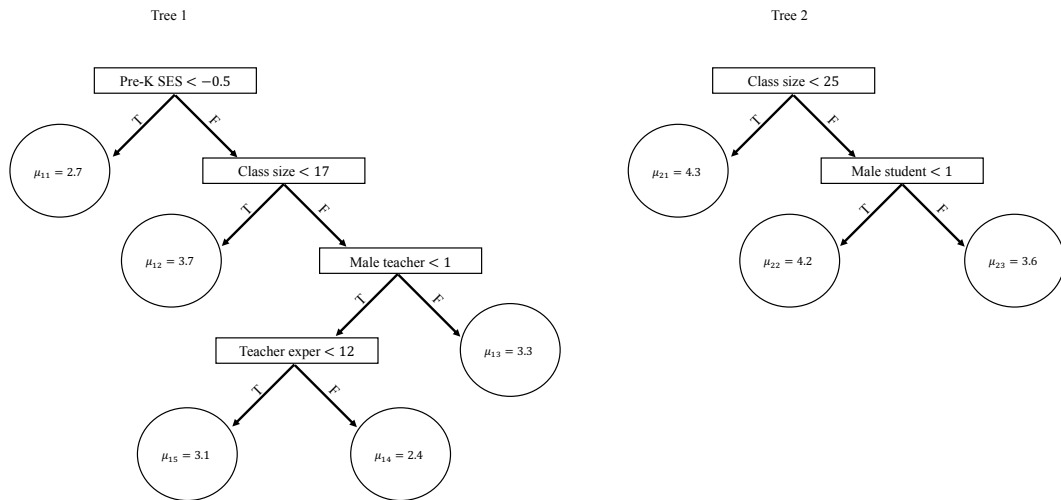 Tree 1
Tree 2
Pre-K SES < −0.5
Class size < 25
T
F
T
F
μ₁₁ = 2.7
Class size < 17
μ₂₁ = 4.3
Male student < 1
T
F
T
F
μ₁₂ = 3.7
Male teacher < 1
μ₂₂ = 4.2
μ₂₃ = 3.6
T
F
Teacher exper < 12
μ₁₃ = 3.3
T
F
μ₁₅ = 3.1
μ₁₄ = 2.4